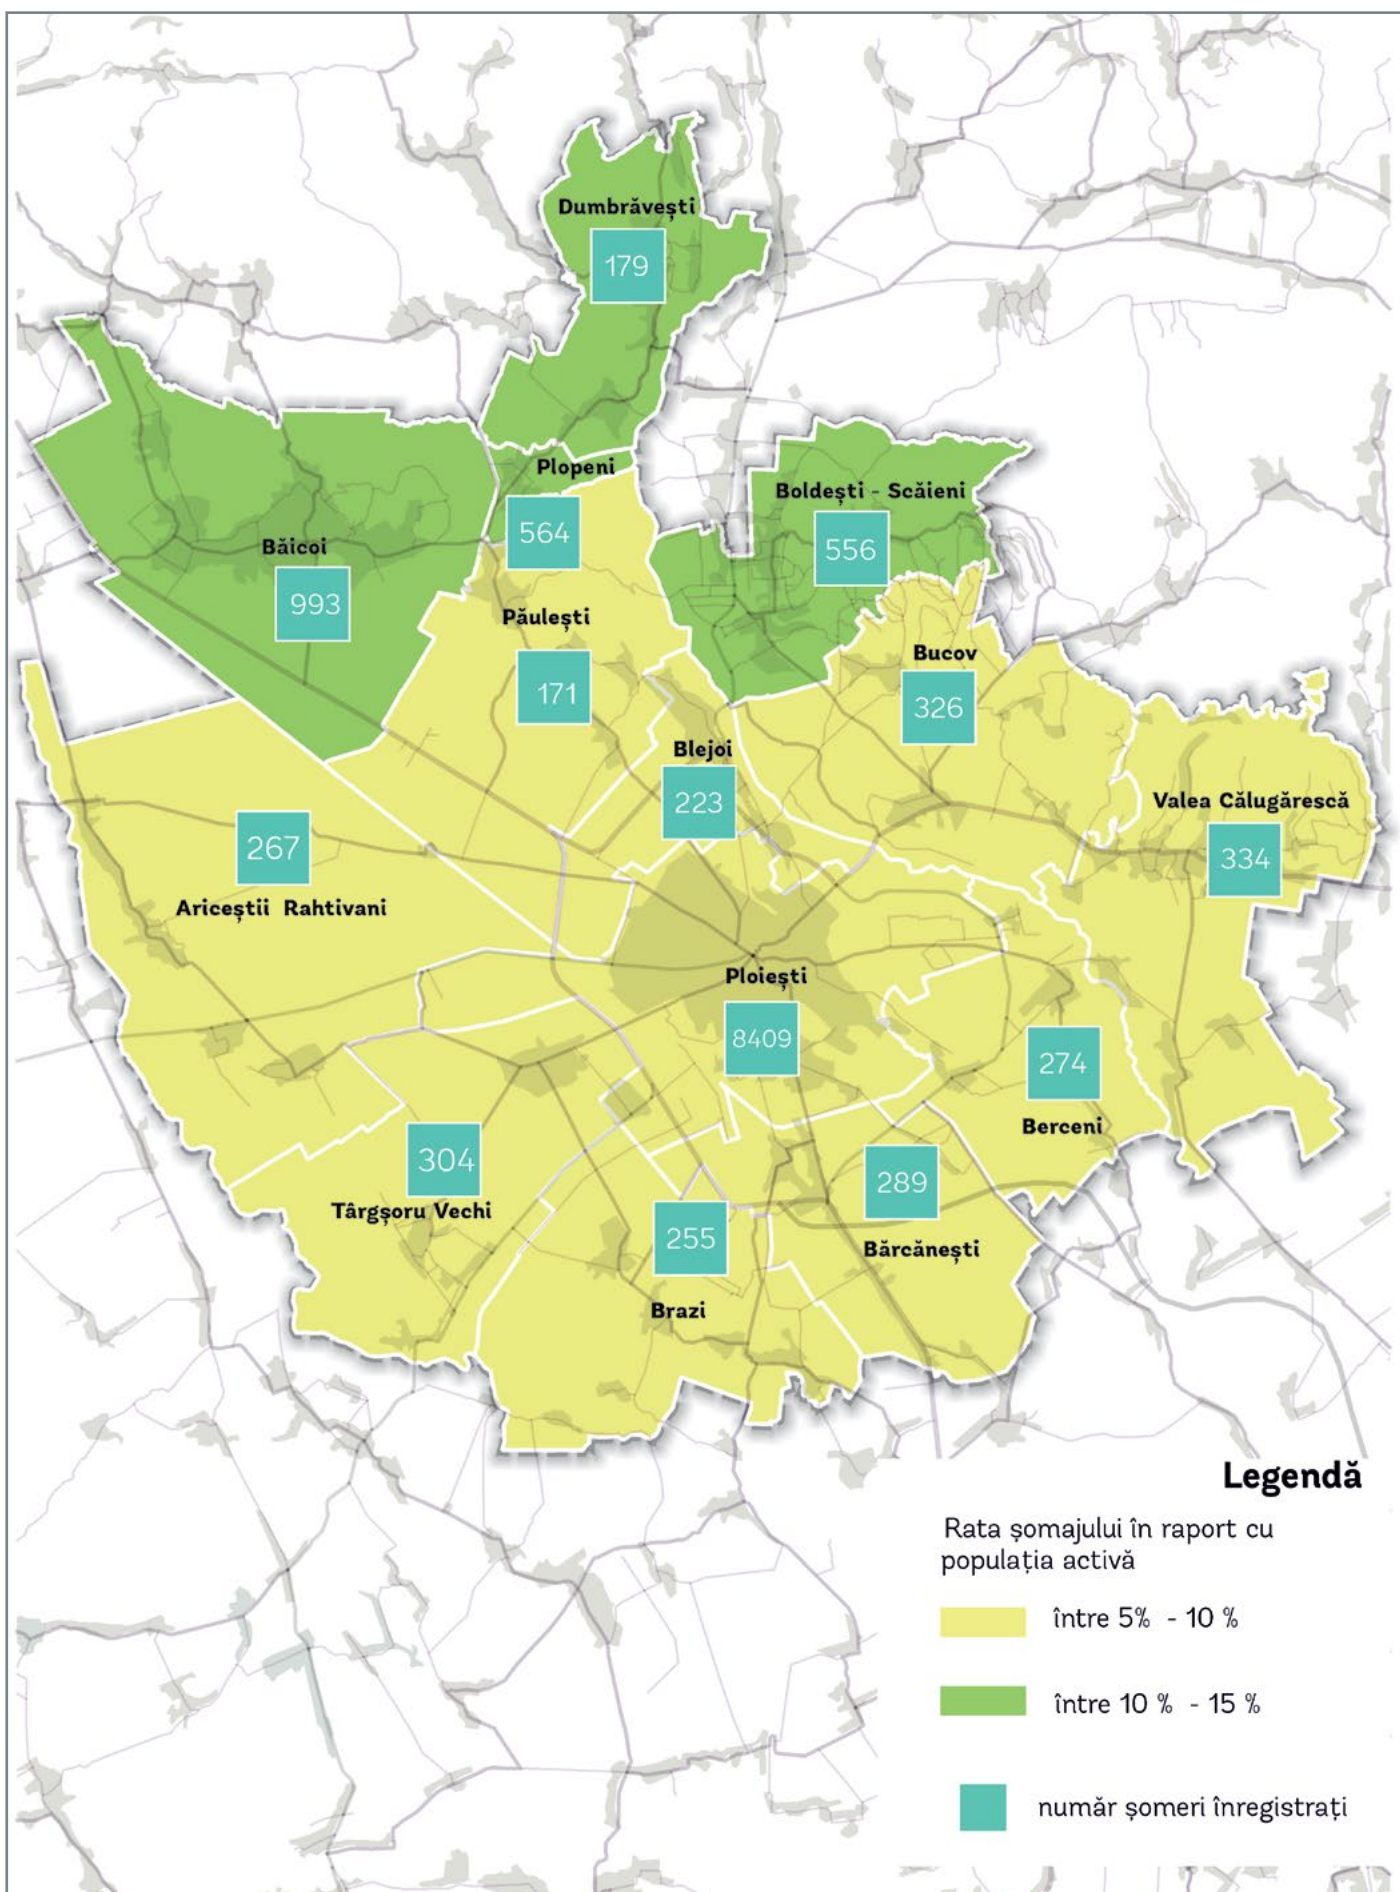 Dumbrăvești
179
Plopeni
564
Boldești - Scăieni
556
Băicoi
993
Păulești
171
Bucov
326
Blejoi
223
Valea Călugărescă
334
267
Ariceștii Rahtivani
Ploiești
8409
274
Berceni
304
Târgșoru Vechi
289
Bărcănești
255
Brazi
Legendă
Rata șomajului în raport cu
populația activă
între 5% - 10 %
între 10 % - 15 %
număr șomeri înregistrați